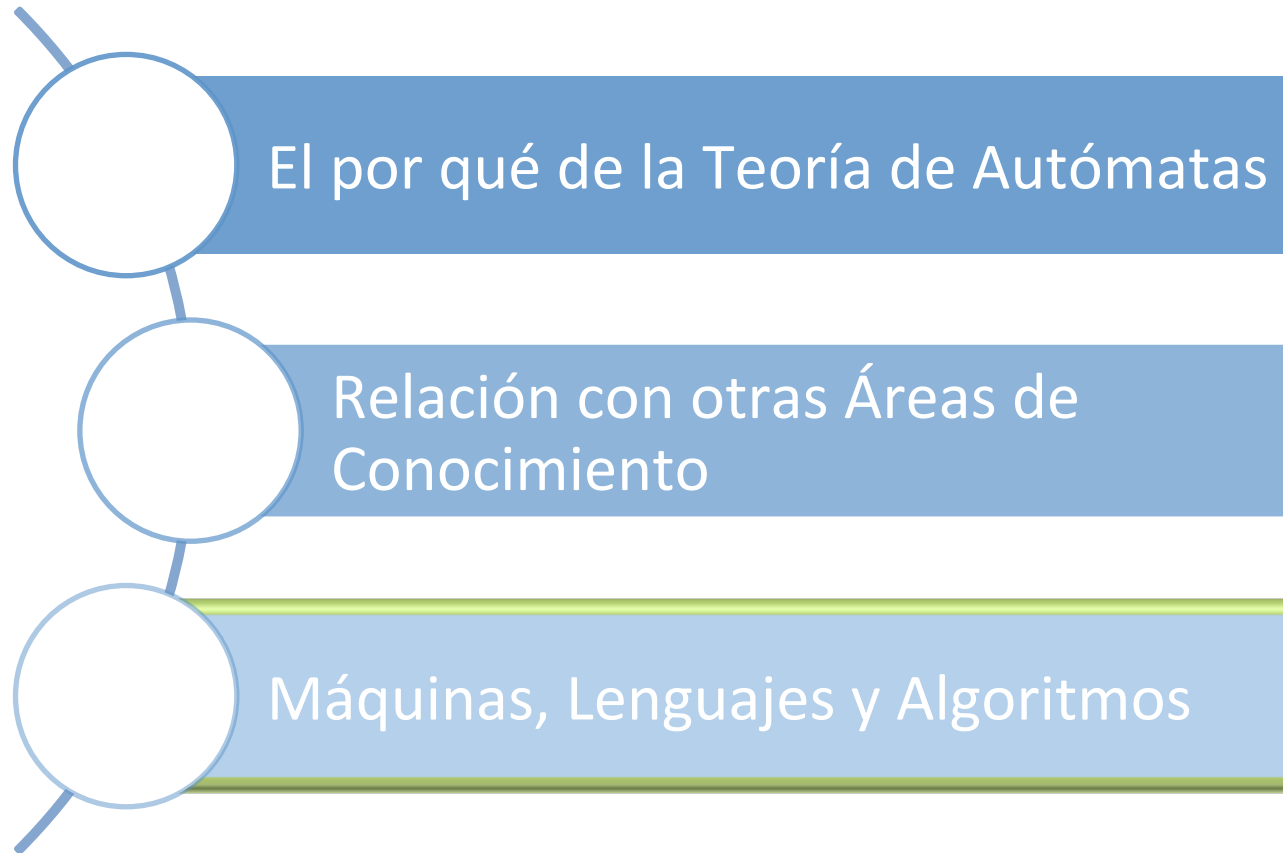 El por qué de la Teoría de Autómatas
Relación con otras Áreas de
Conocimiento
Máquinas, Lenguajes y Algoritmos